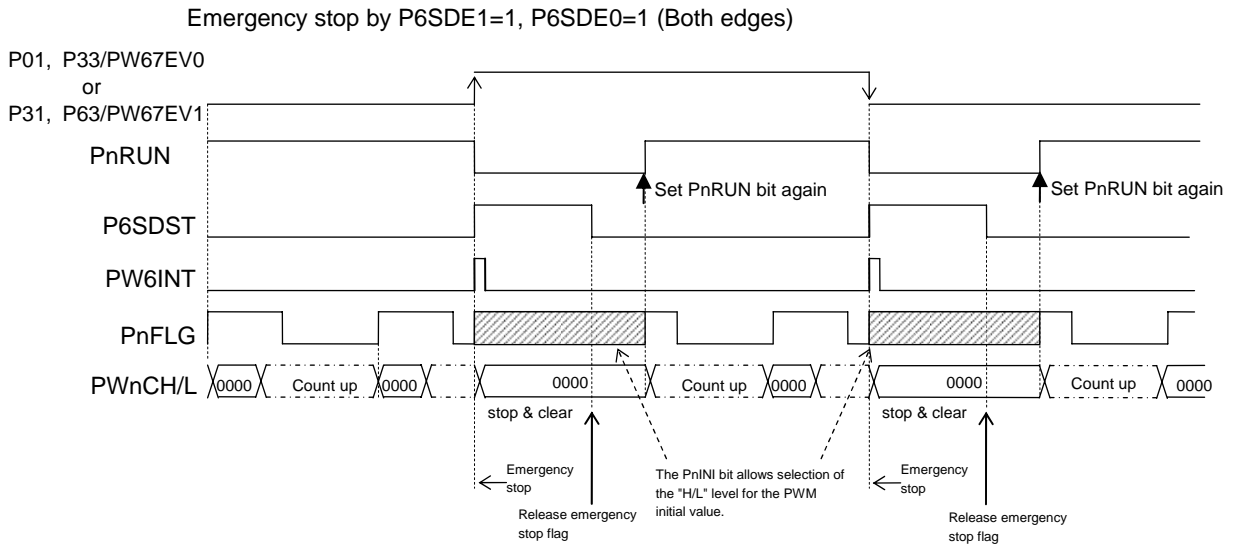 Emergency stop by P6SDE1=1, P6SDE0=1 (Both edges)
P01, P33/PW67EV0
or
P31, P63/PW67EV1
PnRUN
Set PnRUN bit again
Set PnRUN bit again
P6SDST
PW6INT
PnFLG
PWnCH/L
0000
Count up
0000
0000
Count up
0000
0000
Count up
0000
stop & clear
stop & clear
Emergency
stop
The PnINI bit allows selection of
the "H/L" level for the PWM
initial value.
Emergency
stop
Release emergency
stop flag
Release emergency
stop flag